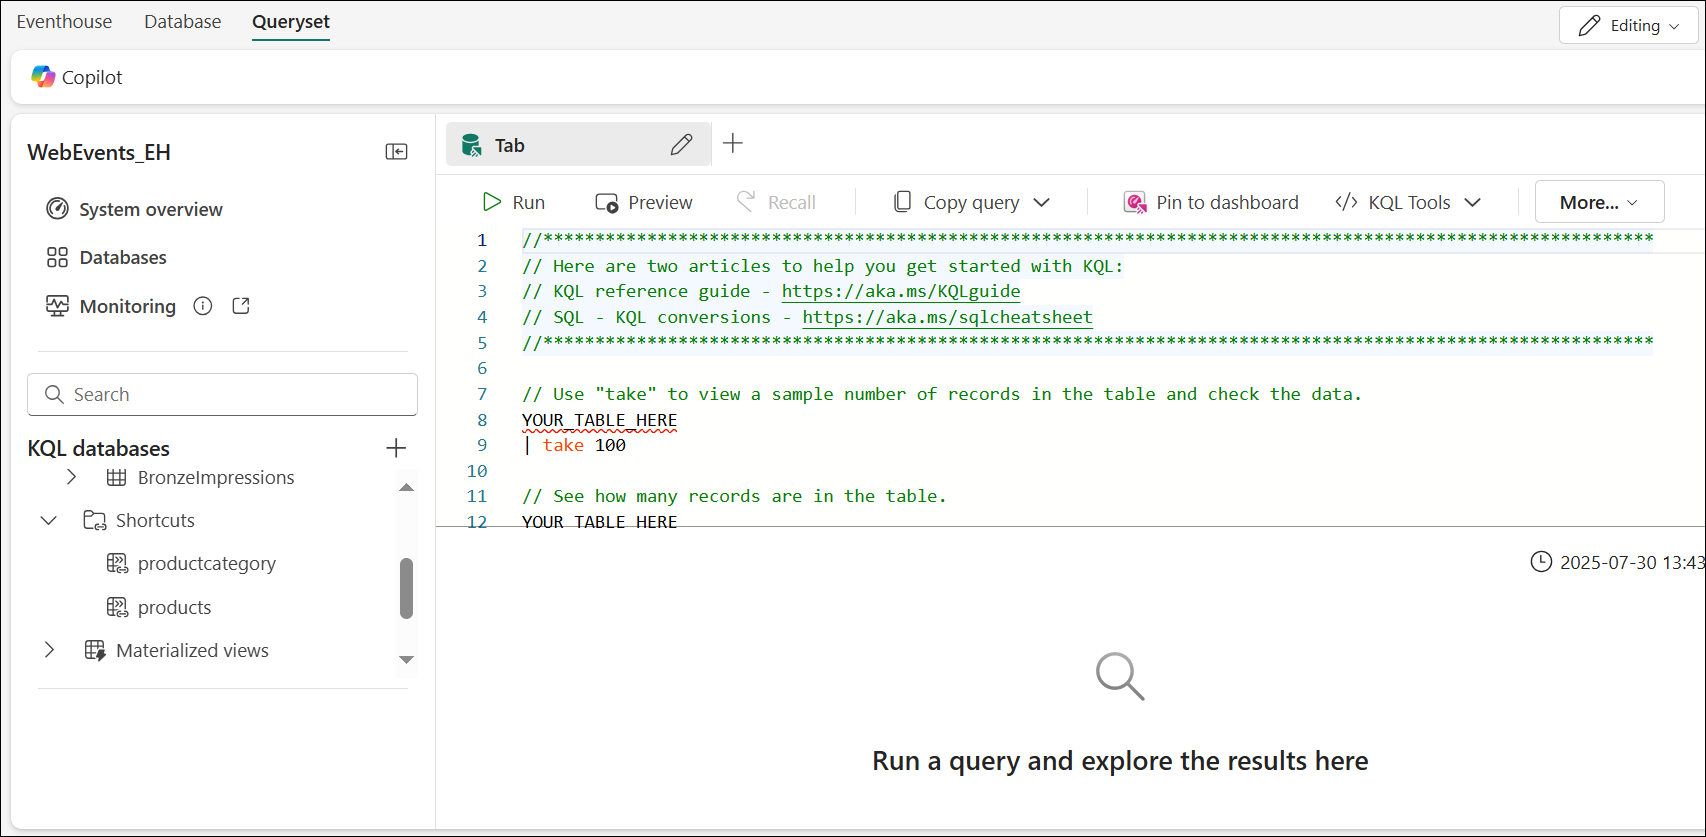 Eventhouse Database Queryset
Editing
Copilot
WebEvents_EH
System overview
Databases
Monitoring
Search
KQL databases
BronzeImpressions
Shortcuts
productcategory
products
Materialized views
Tab
Run Preview Recall Copy query Pin to dashboard </> KQL Tools More...
1 //***********************************************************************************************************
2 // Here are two articles to help you get started with KQL:
3 // KQL reference guide - https://aka.ms/KQLguide
4 // SQL - KQL conversions - https://aka.ms/sqlcheatsheet
5 //***********************************************************************************************************
6
7 // Use "take" to view a sample number of records in the table and check the data.
8 YOUR_TABLE_HERE
9 | take 100
10
11 // See how many records are in the table.
12 YOUR_TABLE_HERE
2025-07-30 13:43
Run a query and explore the results here